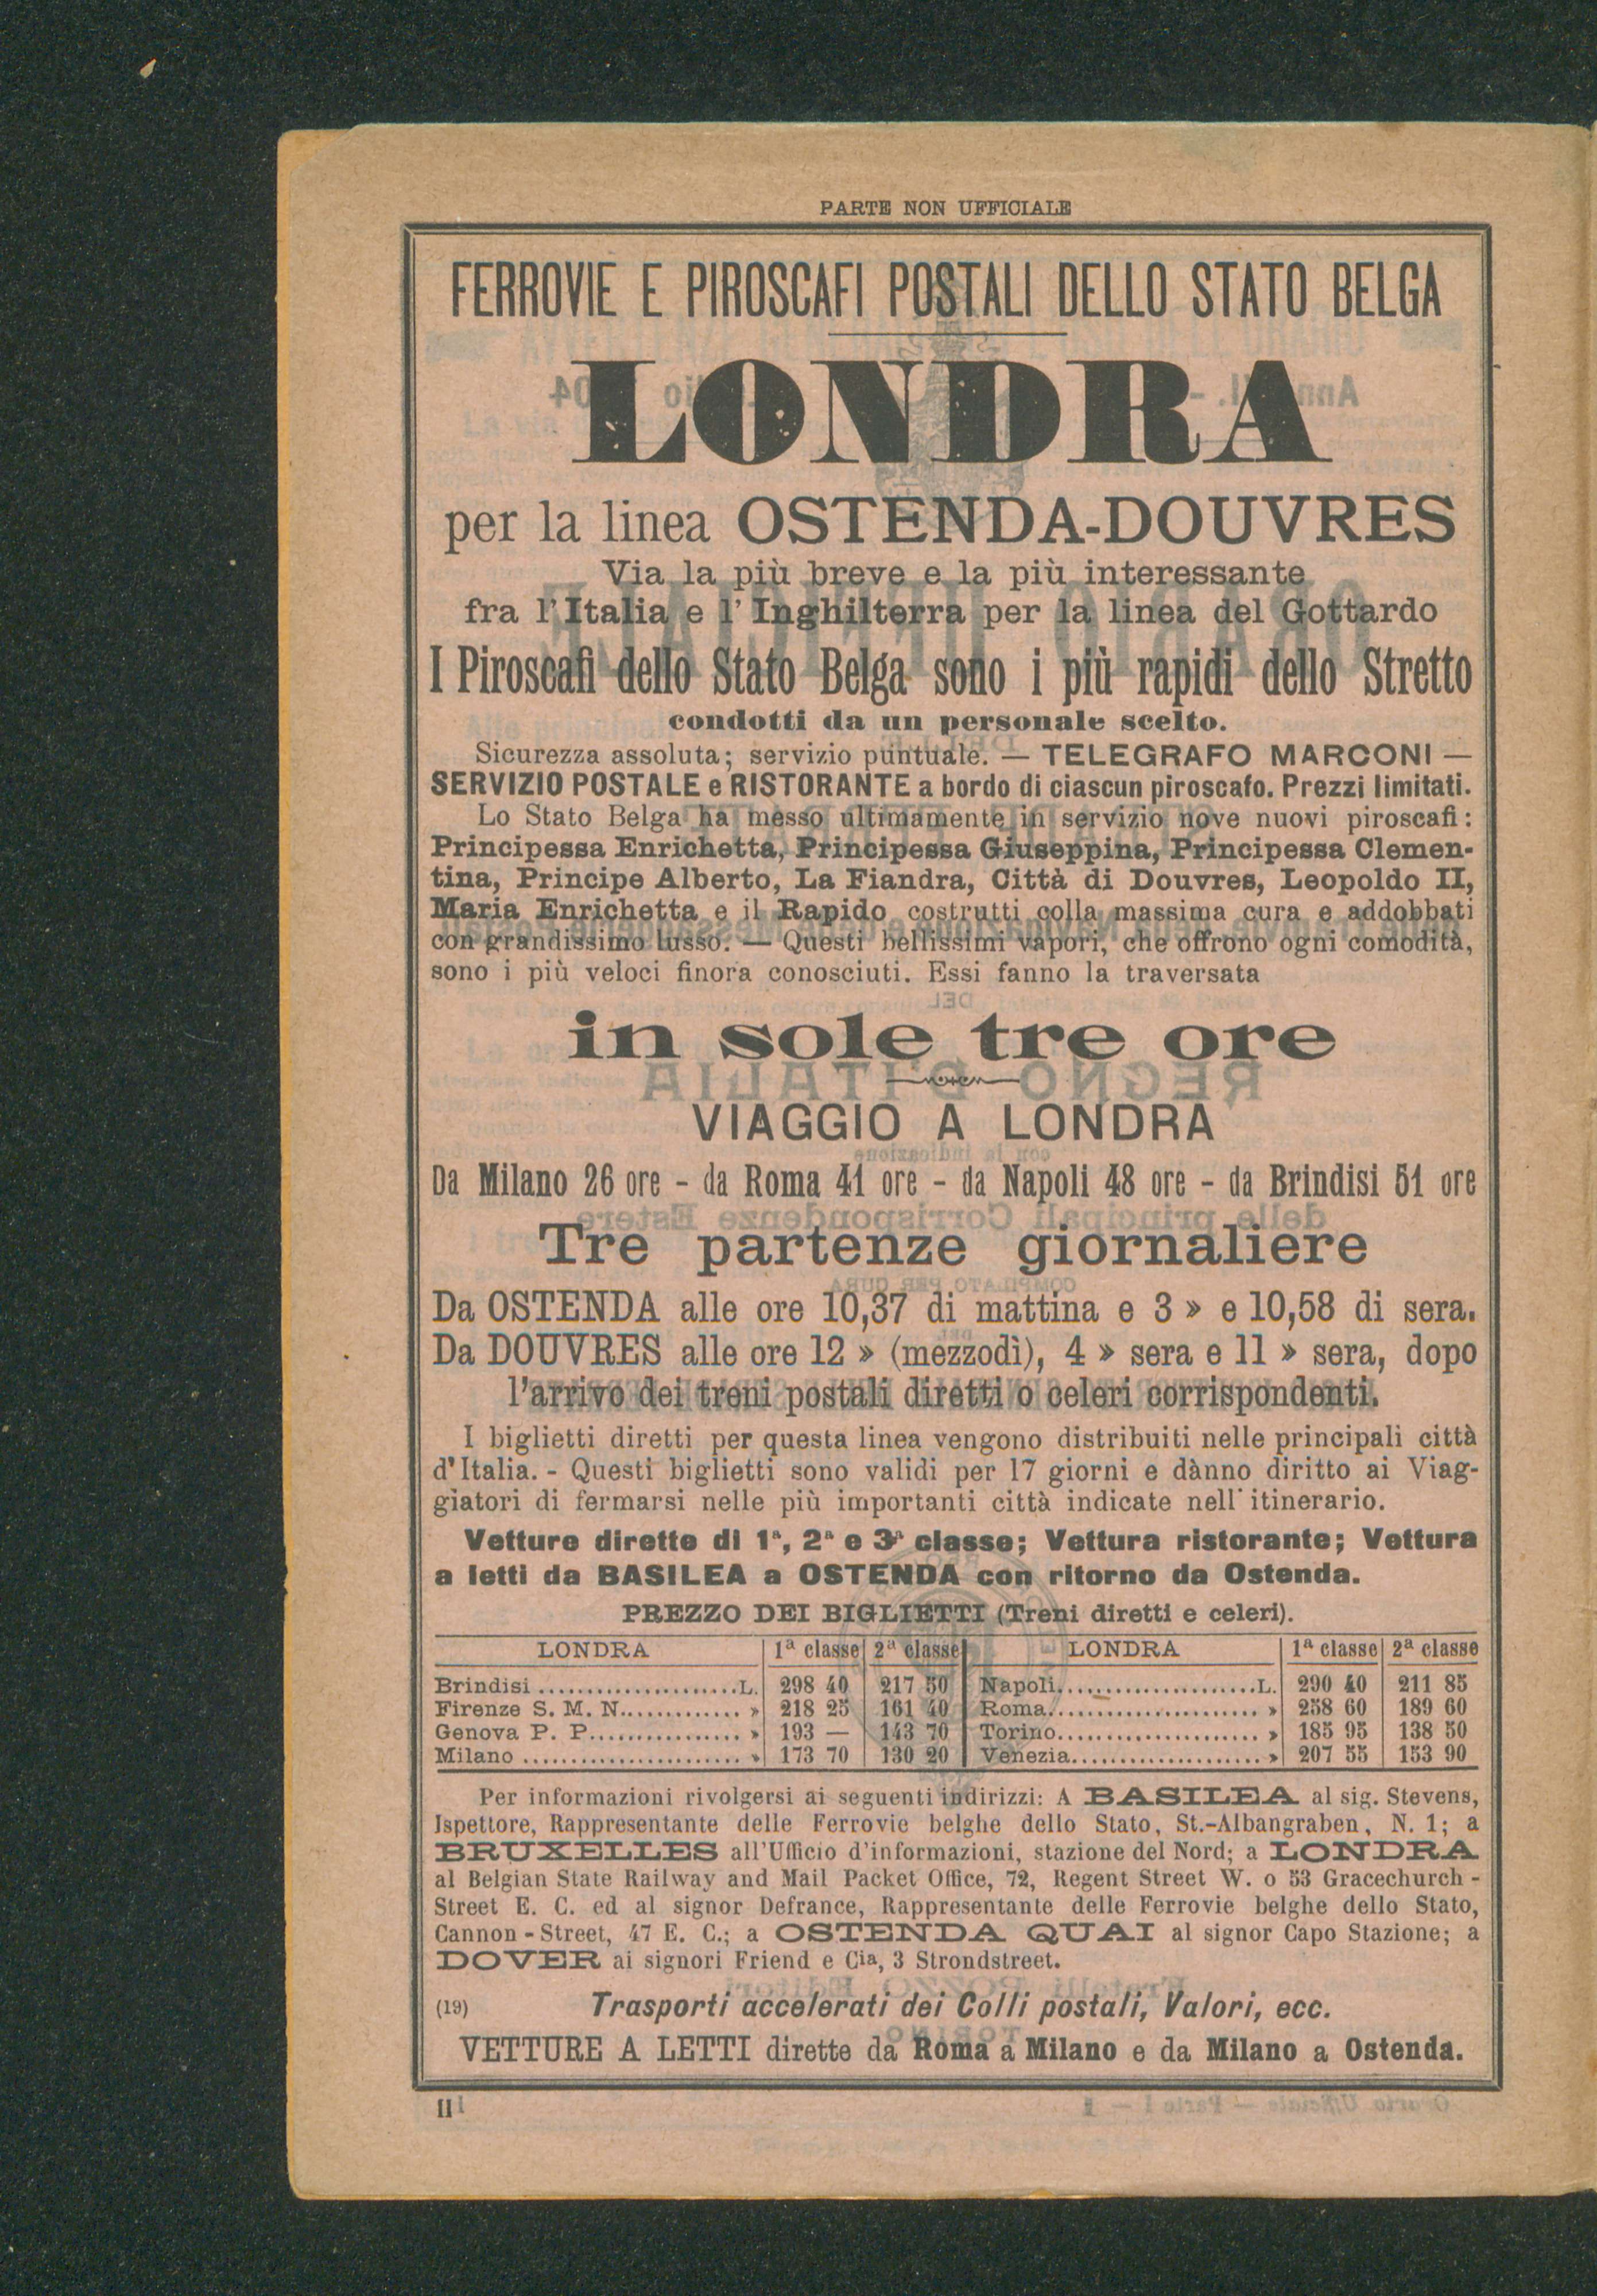 PARTE NON UFFICIALE
FERROVIE E PIROSCAFI POSTALI DELLO STATO BELGA
LONDRA
per la linea OSTENDA-DOUVRES
Via la più breve e la più interessante
fra l'Italia e l'Inghilterra per la linea del Gottardo
I Piroscafi dello Stato Belga sono i più rapidi dello Stretto
condotti da un personale scelto.
Sicurezza assoluta; servizio puntuale. — TELEGRAFO MARCONI —
SERVIZIO POSTALE e RISTORANTE a bordo di ciascun piroscafo. Prezzi limitati.
Lo Stato Belga ha messo ultimamente in servizio nove nuovi piroscafi:
Principessa Enrichetta, Principessa Giuseppina, Principessa Clemen-
tina, Principe Alberto, La Fiandra, Città di Douvres, Leopoldo II,
Maria Enrichetta e il Rapido costrutti colla massima cura e addobbati
con grandissimo lusso. — Questi bellissimi vapori, che offrono ogni comodità,
sono i più veloci finora conosciuti. Essi fanno la traversata
in sole tre ore
VIAGGIO A LONDRA
Da Milano 26 ore - da Roma 41 ore - da Napoli 48 ore - da Brindisi 51 ore
Tre partenze giornaliere
Da OSTENDA alle ore 10,37 di mattina e 3 » e 10,58 di sera.
Da DOUVRES alle ore 12 » (mezzodì), 4 » sera e 11 » sera, dopo
l'arrivo dei treni postali diretti o celeri corrispondenti.
I biglietti diretti per questa linea vengono distribuiti nelle principali città
d'Italia. - Questi biglietti sono validi per 17 giorni e dànno diritto ai Viag-
giatori di fermarsi nelle più importanti città indicate nell'itinerario.
Vetture dirette di 1ª, 2ª e 3ª classe; Vettura ristorante; Vettura
a letti da BASILEA a OSTENDA con ritorno da Ostenda.
PREZZO DEI BIGLIETTI (Treni diretti e celeri).
LONDRA 1ª classe 2ª classe LONDRA 1ª classe 2ª classe
Brindisi .....................L. 298 40 217 50 Napoli.....................L. 290 40 211 85
Firenze S. M. N............. » 218 25 161 40 Roma...................... » 258 60 189 60
Genova P. P................ » 193 — 143 70 Torino..................... » 185 95 138 50
Milano ....................... » 173 70 130 20 Venezia.................... » 207 55 153 90
Per informazioni rivolgersi ai seguenti indirizzi: A BASILEA al sig. Stevens,
Ispettore, Rappresentante delle Ferrovie belghe dello Stato, St.-Albangraben, N. 1; a
BRUXELLES all'Ufficio d'informazioni, stazione del Nord; a LONDRA
al Belgian State Railway and Mail Packet Office, 72, Regent Street W. o 53 Gracechurch-
Street E. C. ed al signor Defrance, Rappresentante delle Ferrovie belghe dello Stato,
Cannon-Street, 47 E. C.; a OSTENDA QUAI al signor Capo Stazione; a
DOVER ai signori Friend e Cia, 3 Strondstreet.
(19) Trasporti accelerati dei Colli postali, Valori, ecc.
VETTURE A LETTI dirette da Roma a Milano e da Milano a Ostenda.
II